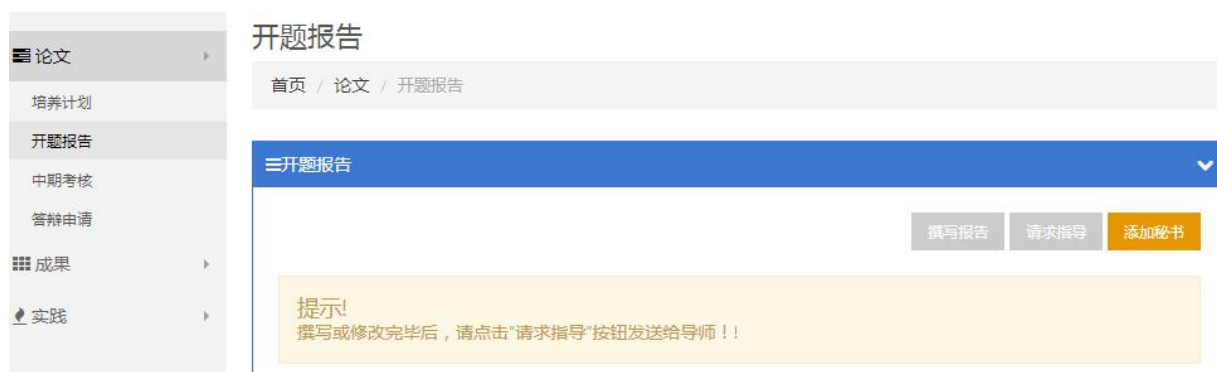 论文
培养计划
开题报告
中期考核
答辩申请
成果
实践
开题报告
首页 / 论文 / 开题报告
开题报告
撰写报告 请求指导 添加秘书
提示!
撰写或修改完毕后，请点击"请求指导"按钮发送给导师！!